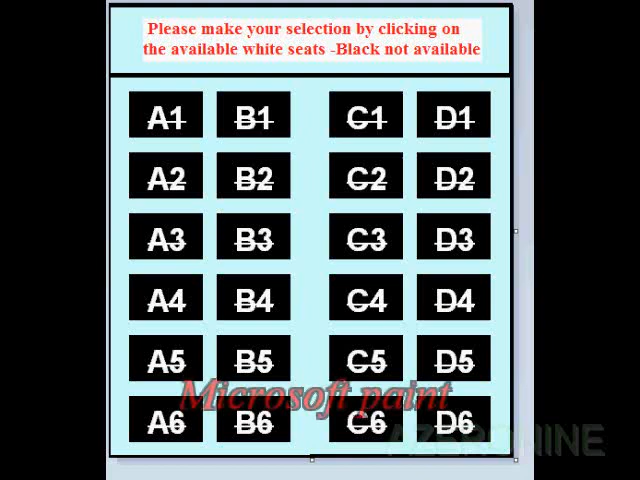 Please make your selection by clicking on
the available white seats -Black not available
A1 B1 C1 D1
A2 B2 C2 D2
A3 B3 C3 D3
A4 B4 C4 D4
A5 B5 C5 D5
Microsoft paint
A6 B6 C6 D6
AZERONINE